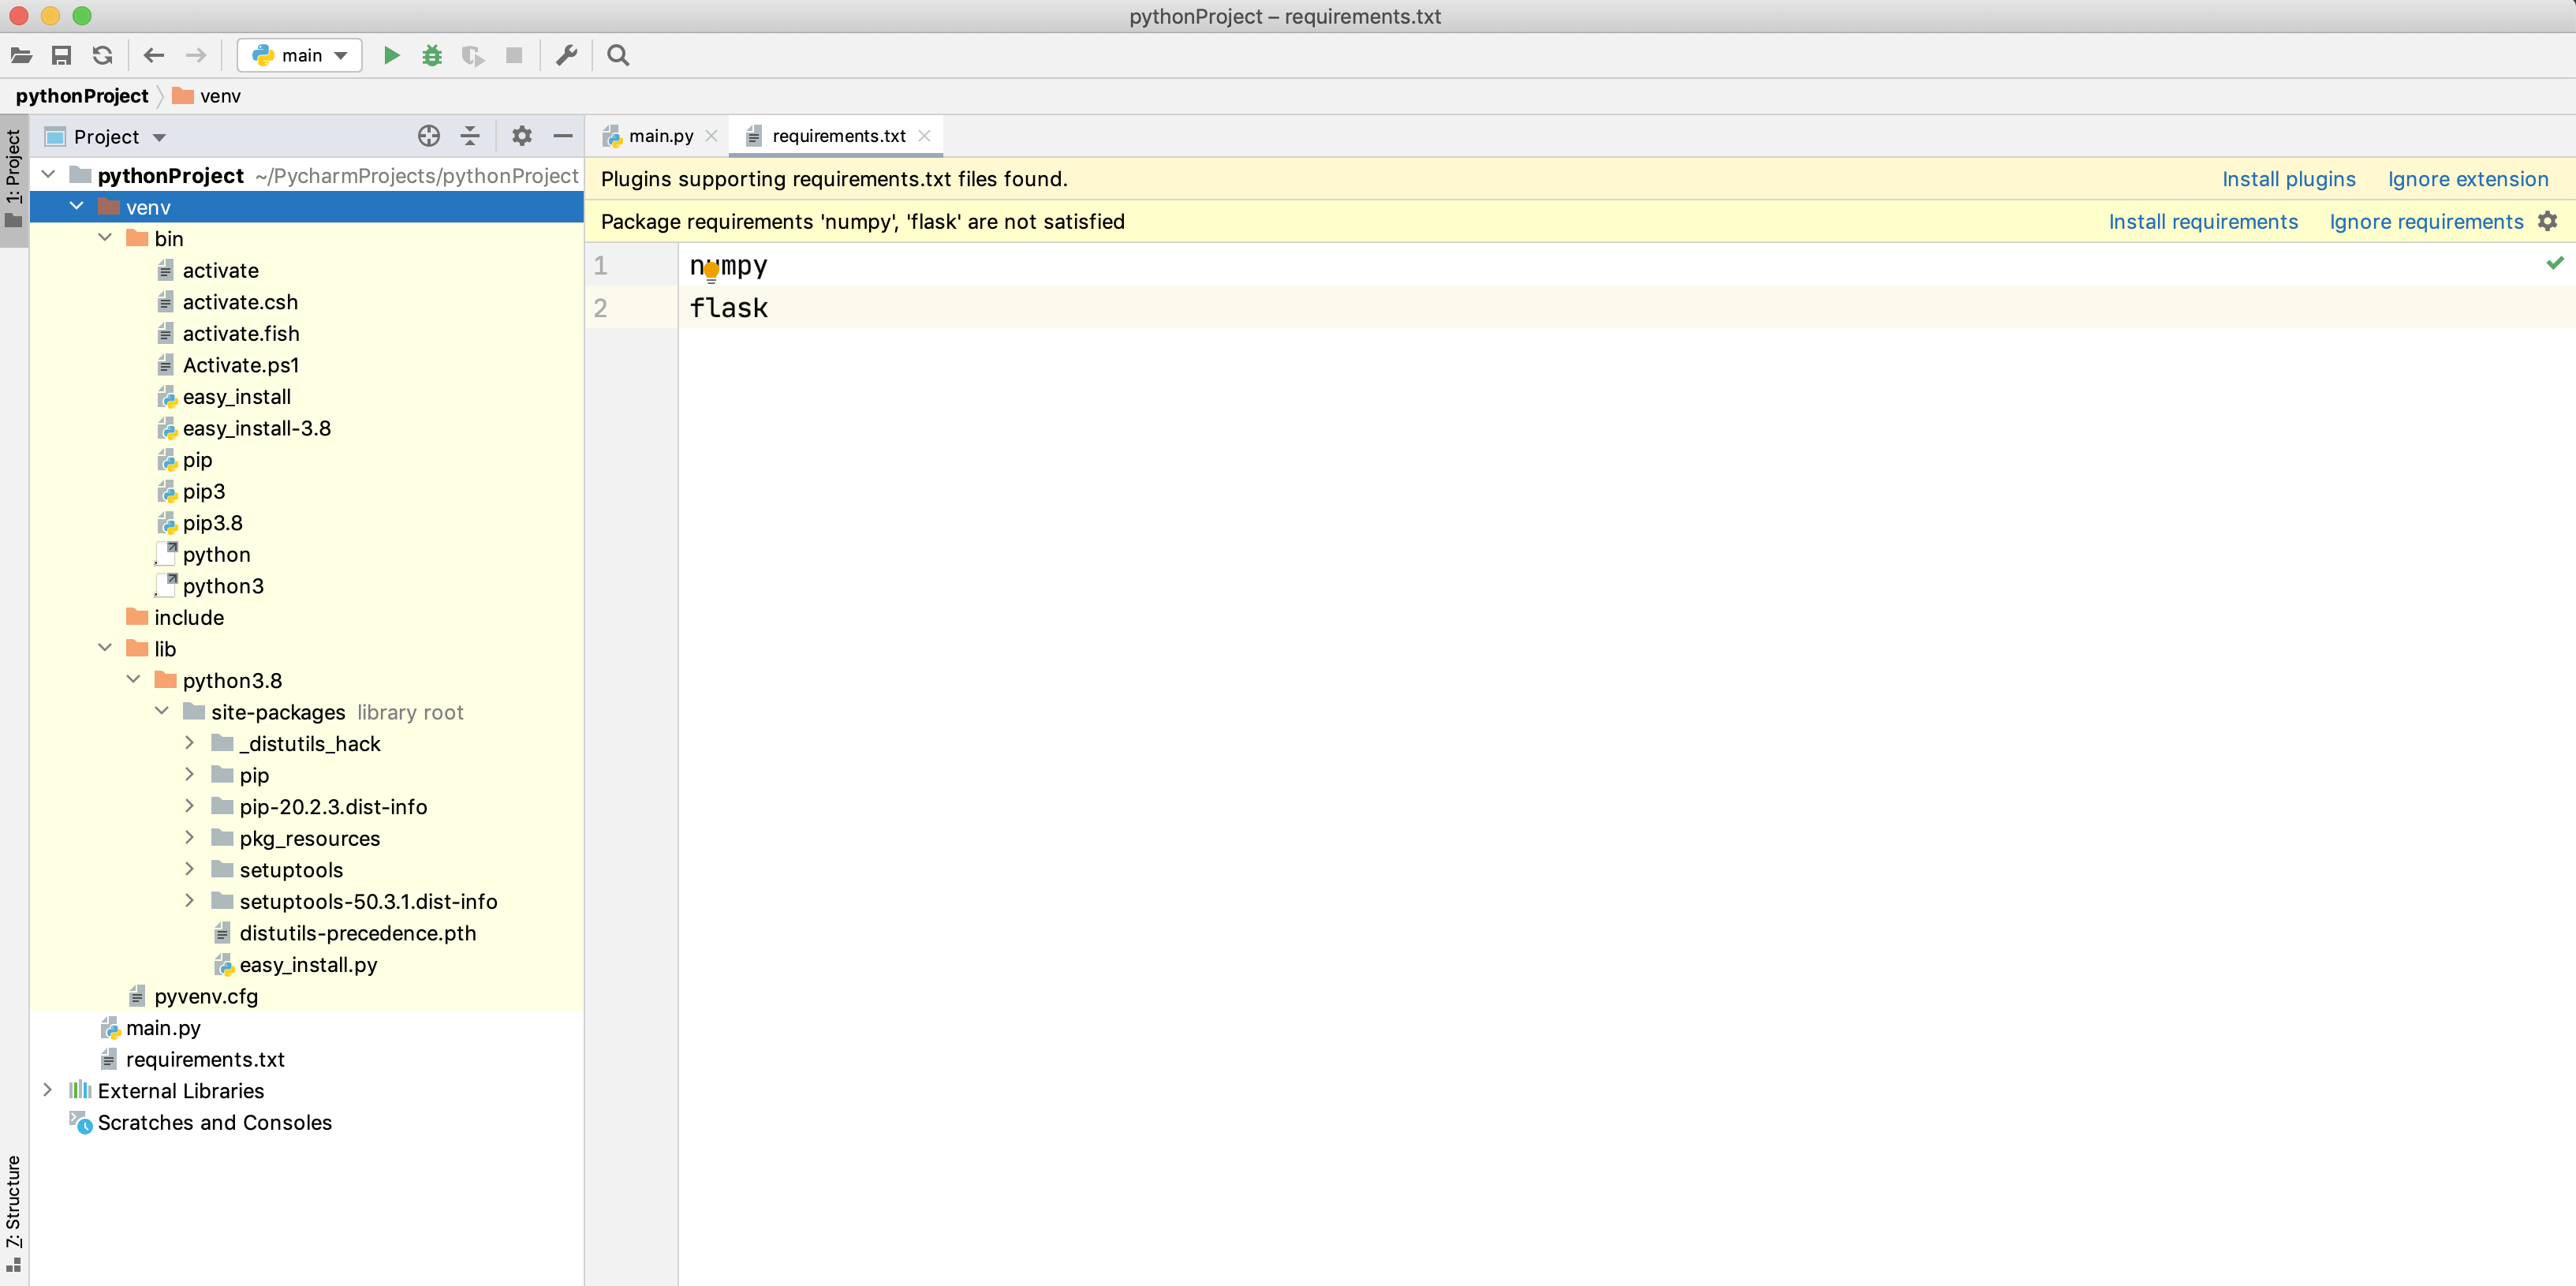 pythonProject – requirements.txt
main
pythonProject venv
1: Project
Project
main.py
requirements.txt
pythonProject ~/PycharmProjects/pythonProject
venv
bin
activate
activate.csh
activate.fish
Activate.ps1
easy_install
easy_install-3.8
pip
pip3
pip3.8
python
python3
include
lib
python3.8
site-packages library root
_distutils_hack
pip
pip-20.2.3.dist-info
pkg_resources
setuptools
setuptools-50.3.1.dist-info
distutils-precedence.pth
easy_install.py
pyvenv.cfg
main.py
requirements.txt
External Libraries
Scratches and Consoles
Z: Structure
Plugins supporting requirements.txt files found. Install plugins Ignore extension
Package requirements 'numpy', 'flask' are not satisfied Install requirements Ignore requirements
1 numpy
2 flask